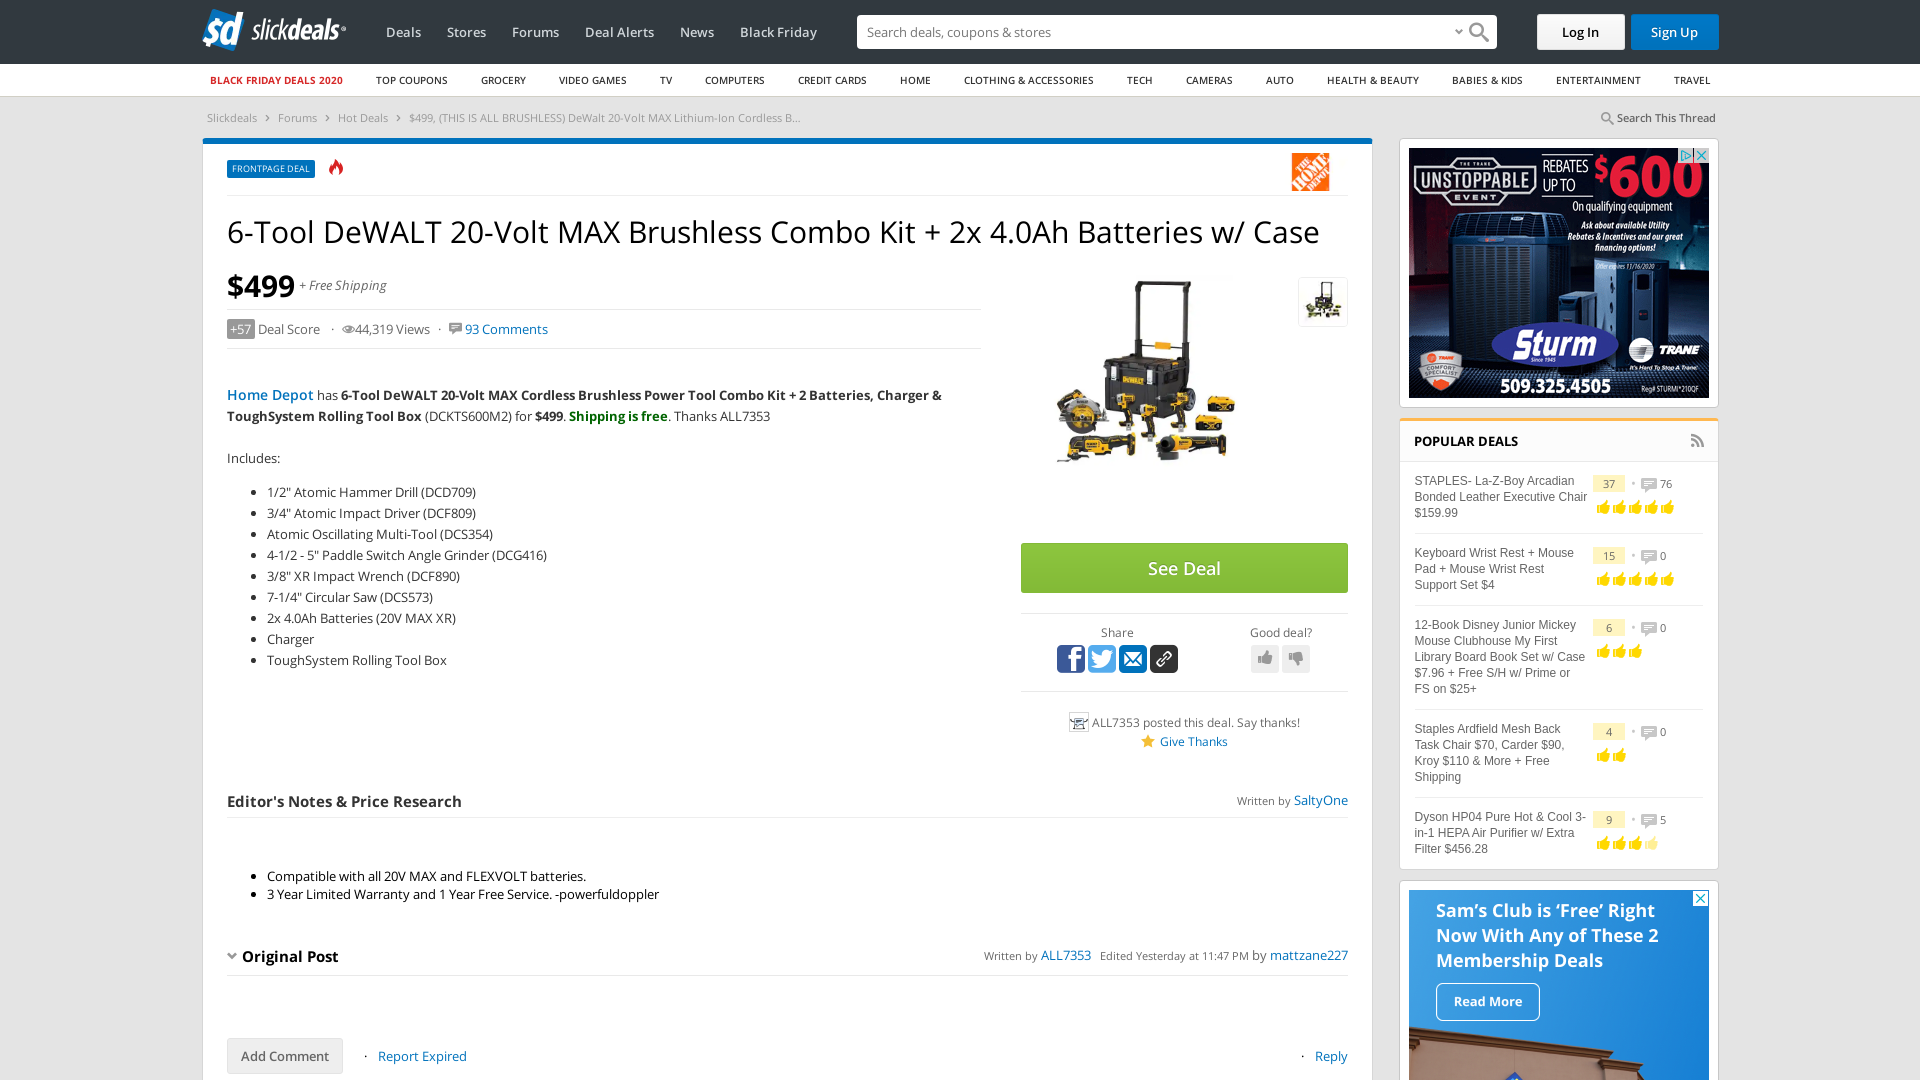 slickdeals
Deals
Stores
Forums
Deal Alerts
News
Black Friday
Search deals, coupons & stores
Log In
Sign Up
BLACK FRIDAY DEALS 2020
TOP COUPONS
GROCERY
VIDEO GAMES
TV
COMPUTERS
CREDIT CARDS
HOME
CLOTHING & ACCESSORIES
TECH
CAMERAS
AUTO
HEALTH & BEAUTY
BABIES & KIDS
ENTERTAINMENT
TRAVEL
Slickdeals > Forums > Hot Deals > $499, (THIS IS ALL BRUSHLESS) DeWalt 20-Volt MAX Lithium-Ion Cordless B...
Search This Thread
FRONTPAGE DEAL
THE HOME DEPOT
6-Tool DeWALT 20-Volt MAX Brushless Combo Kit + 2x 4.0Ah Batteries w/ Case
$499 + Free Shipping
+57 Deal Score · 44,319 Views · 93 Comments
Home Depot has 6-Tool DeWALT 20-Volt MAX Cordless Brushless Power Tool Combo Kit + 2 Batteries, Charger &
ToughSystem Rolling Tool Box (DCKTS600M2) for $499. Shipping is free. Thanks ALL7353
Includes:
• 1/2" Atomic Hammer Drill (DCD709)
• 3/4" Atomic Impact Driver (DCF809)
• Atomic Oscillating Multi-Tool (DCS354)
• 4-1/2 - 5" Paddle Switch Angle Grinder (DCG416)
• 3/8" XR Impact Wrench (DCF890)
• 7-1/4" Circular Saw (DCS573)
• 2x 4.0Ah Batteries (20V MAX XR)
• Charger
• ToughSystem Rolling Tool Box
DEWALT
See Deal
Share
Good deal?
ALL7353 posted this deal. Say thanks!
Give Thanks
Editor's Notes & Price Research
Written by SaltyOne
• Compatible with all 20V MAX and FLEXVOLT batteries.
• 3 Year Limited Warranty and 1 Year Free Service. -powerfuldoppler
Original Post
Written by ALL7353 Edited Yesterday at 11:47 PM by mattzane227
Add Comment
· Report Expired
· Reply
THE TRANE
UNSTOPPABLE
EVENT
REBATES
UP TO
$600
On qualifying equipment
Ask about available Utility
Rebates & Incentives and our great
financing options!
Offer expires 11/16/2020
Sturm
Since 1945
TRANE
It's Hard To Stop A Trane.
TRANE
COMFORT
SPECIALIST
509.325.4505
Reg# STURMI*210QF
POPULAR DEALS
STAPLES- La-Z-Boy Arcadian
Bonded Leather Executive Chair
$159.99
37 • 76
Keyboard Wrist Rest + Mouse
Pad + Mouse Wrist Rest
Support Set $4
15 • 0
12-Book Disney Junior Mickey
Mouse Clubhouse My First
Library Board Book Set w/ Case
$7.96 + Free S/H w/ Prime or
FS on $25+
6 • 0
Staples Ardfield Mesh Back
Task Chair $70, Carder $90,
Kroy $110 & More + Free
Shipping
4 • 0
Dyson HP04 Pure Hot & Cool 3-
in-1 HEPA Air Purifier w/ Extra
Filter $456.28
9 • 5
Sam's Club is 'Free' Right
Now With Any of These 2
Membership Deals
Read More